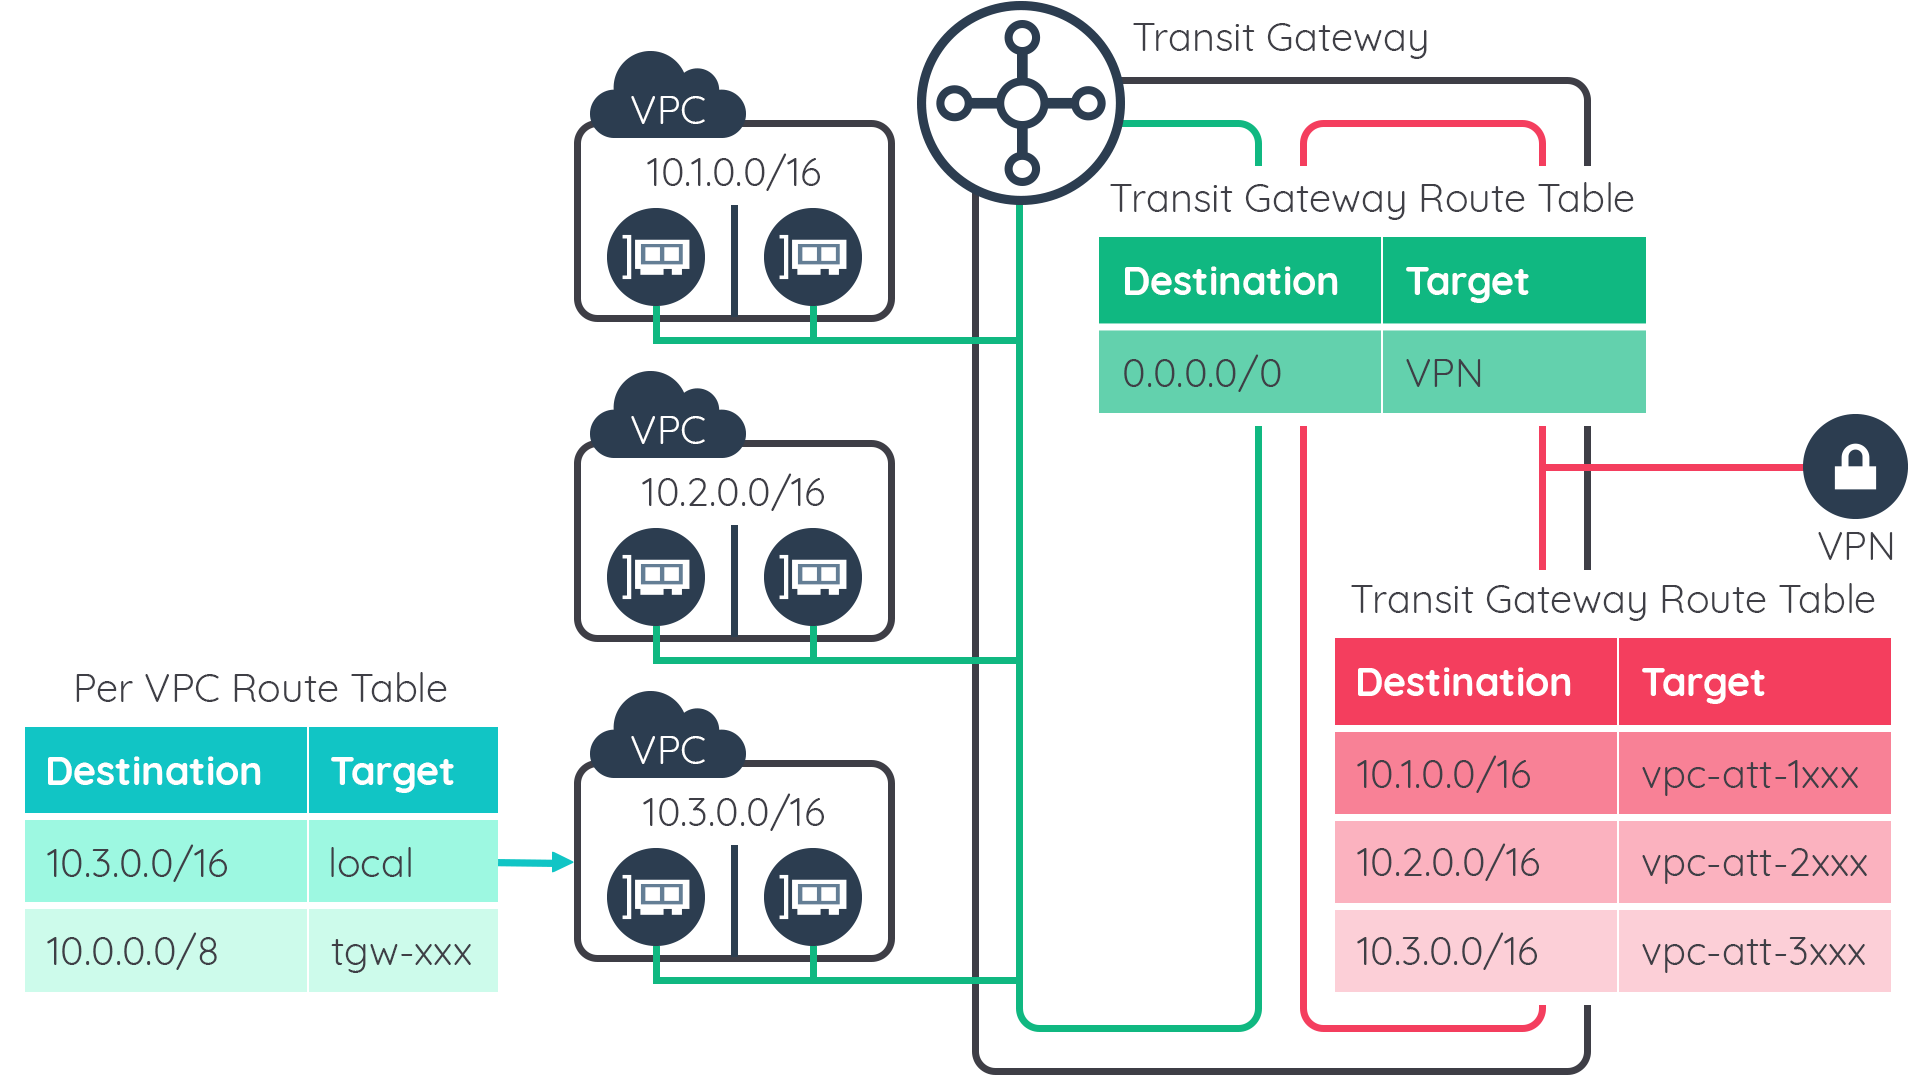 Transit Gateway
VPC
10.1.0.0/16
VPC
10.2.0.0/16
VPC
10.3.0.0/16
Per VPC Route Table
Destination Target
10.3.0.0/16 local
10.0.0.0/8 tgw-xxx
Transit Gateway Route Table
Destination Target
0.0.0.0/0 VPN
VPN
Transit Gateway Route Table
Destination Target
10.1.0.0/16 vpc-att-1xxx
10.2.0.0/16 vpc-att-2xxx
10.3.0.0/16 vpc-att-3xxx